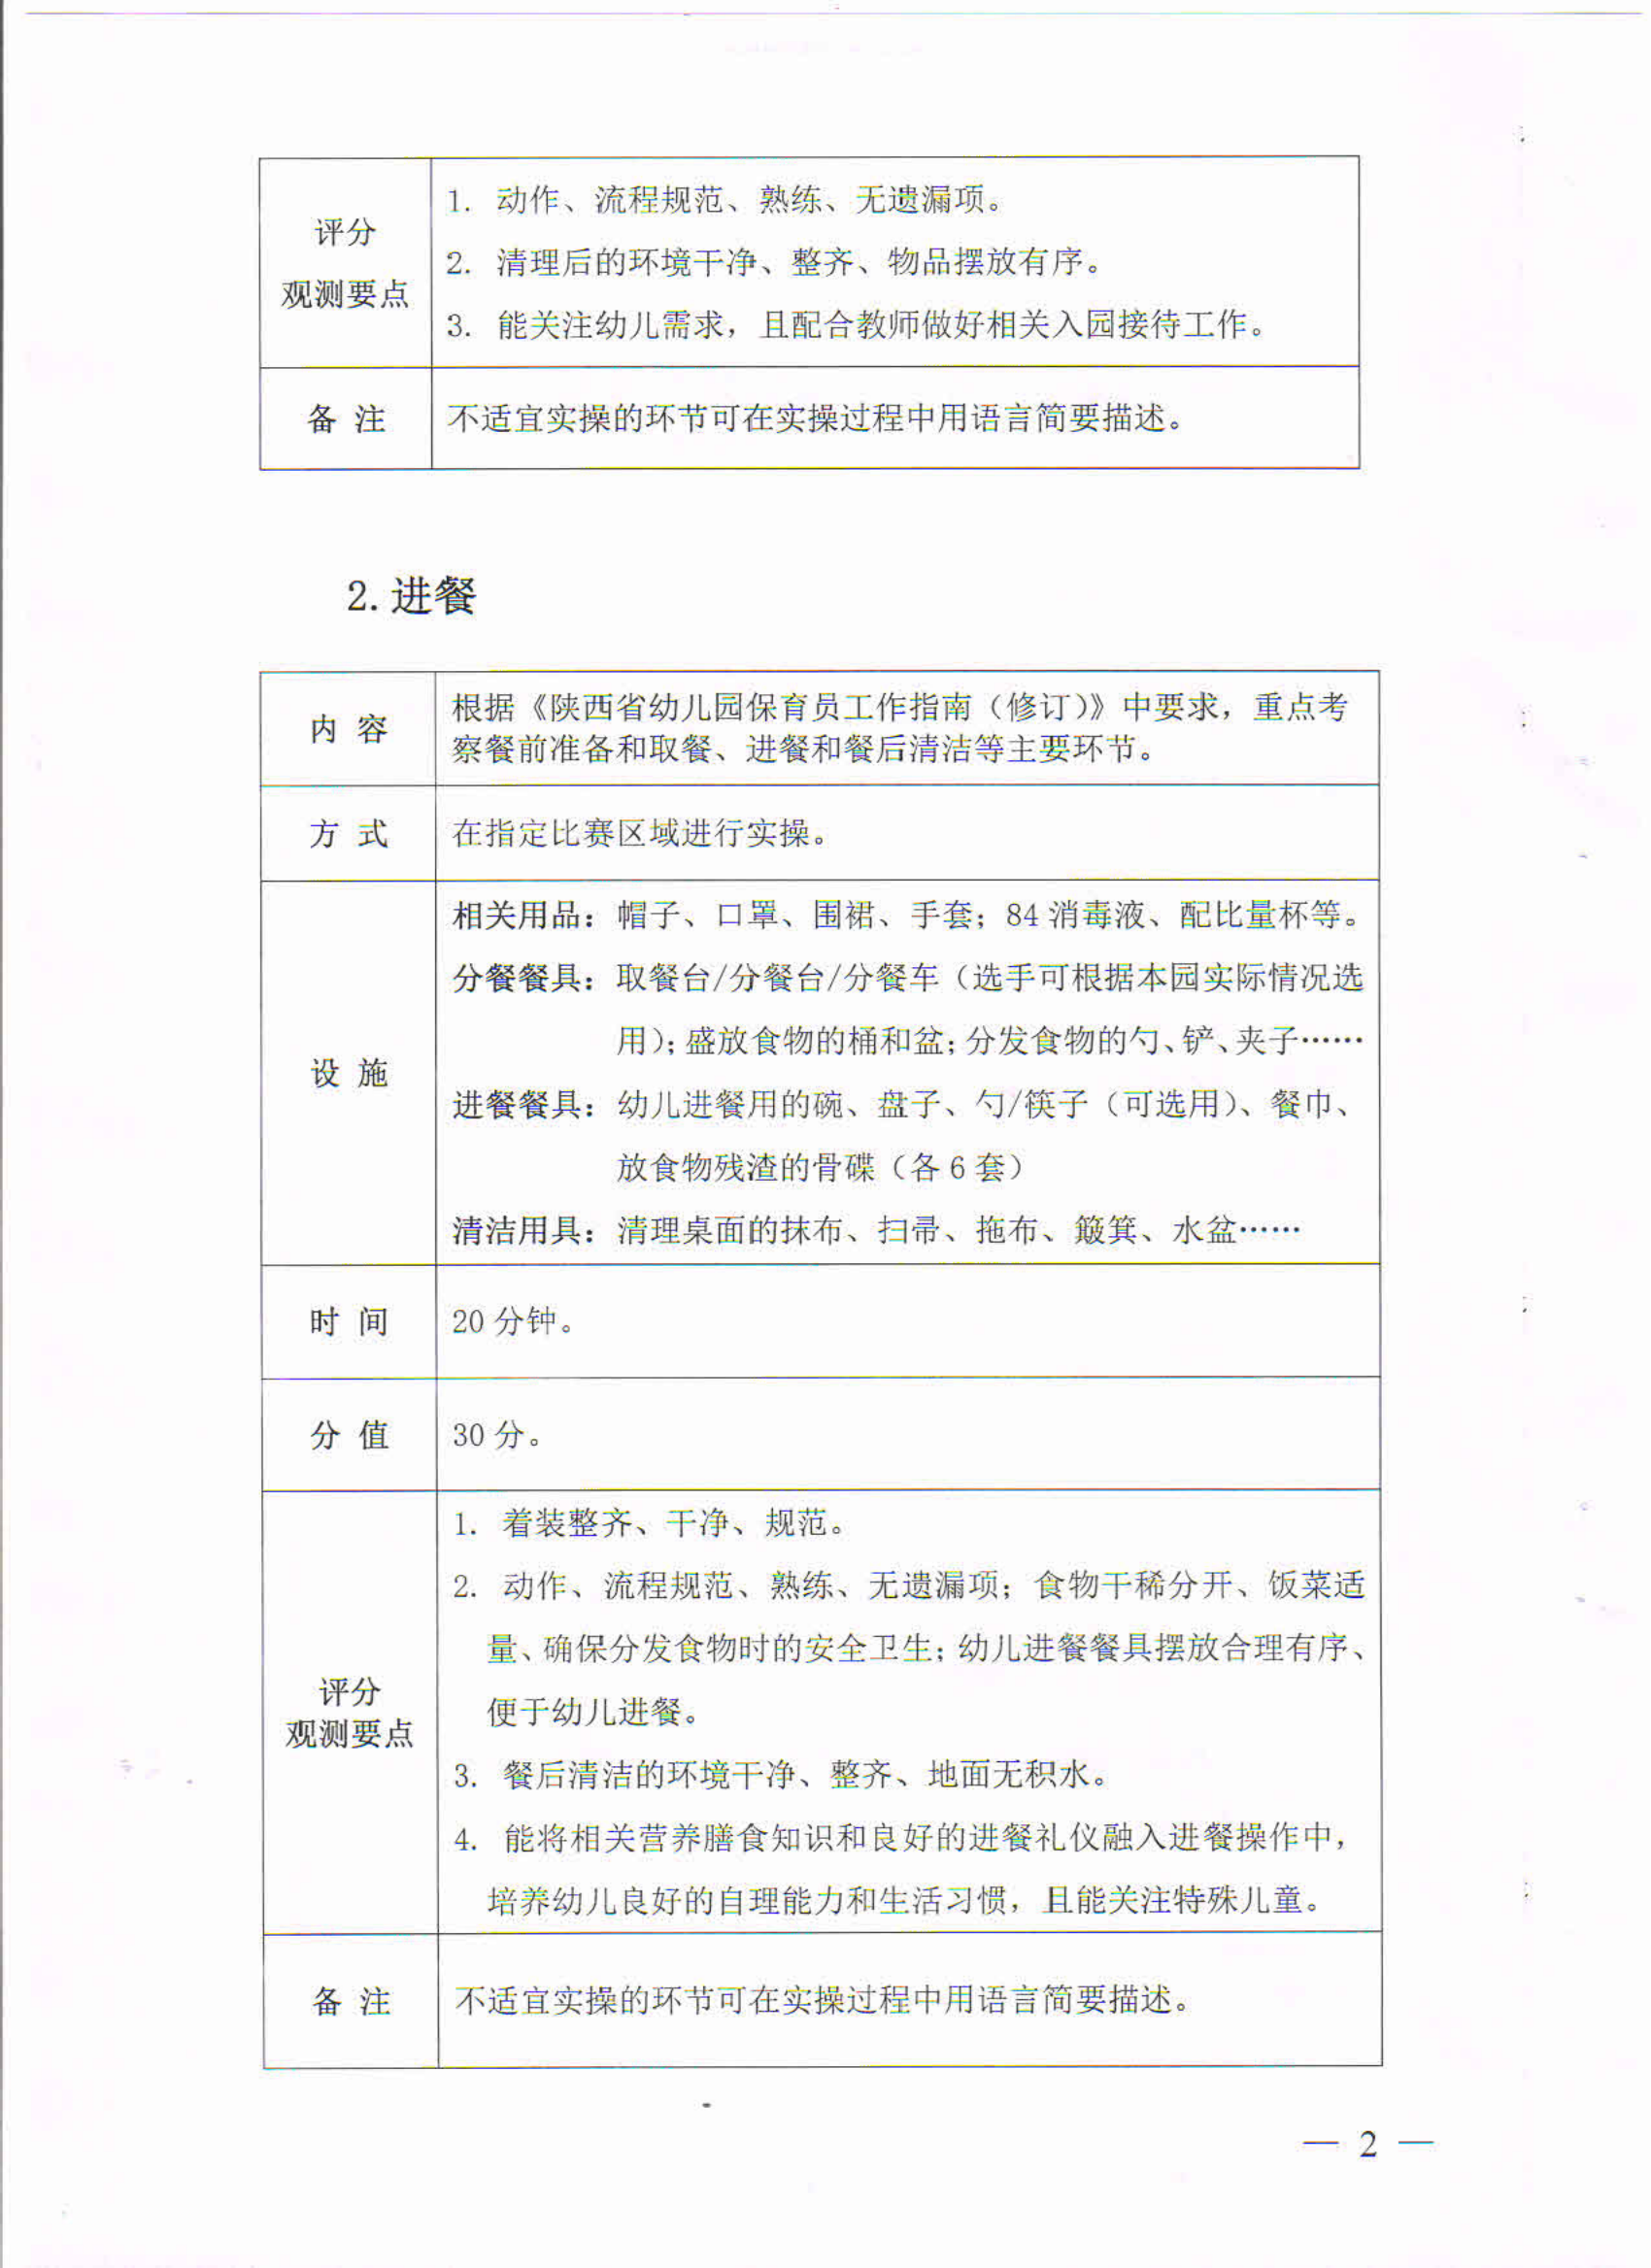 评分
观测要点
1. 动作、流程规范、熟练、无遗漏项。
2. 清理后的环境干净、整齐、物品摆放有序。
3. 能关注幼儿需求，且配合教师做好相关入园接待工作。
备 注
不适宜实操的环节可在实操过程中用语言简要描述。
2.进餐
内 容
根据《陕西省幼儿园保育员工作指南（修订）》中要求，重点考
察餐前准备和取餐、进餐和餐后清洁等主要环节。
方 式
在指定比赛区域进行实操。
设 施
相关用品：帽子、口罩、围裙、手套；84 消毒液、配比量杯等。
分餐餐具：取餐台/分餐台/分餐车（选手可根据本园实际情况选
用）；盛放食物的桶和盆；分发食物的勺、铲、夹子……
进餐餐具：幼儿进餐用的碗、盘子、勺/筷子（可选用）、餐巾、
放食物残渣的骨碟（各 6 套）
清洁用具：清理桌面的抹布、扫帚、拖布、簸箕、水盆……
时 间
20 分钟。
分 值
30 分。
评分
观测要点
1. 着装整齐、干净、规范。
2. 动作、流程规范、熟练、无遗漏项；食物干稀分开、饭菜适
量、确保分发食物时的安全卫生；幼儿进餐餐具摆放合理有序、
便于幼儿进餐。
3. 餐后清洁的环境干净、整齐、地面无积水。
4. 能将相关营养膳食知识和良好的进餐礼仪融入进餐操作中，
培养幼儿良好的自理能力和生活习惯，且能关注特殊儿童。
备 注
不适宜实操的环节可在实操过程中用语言简要描述。
— 2 —